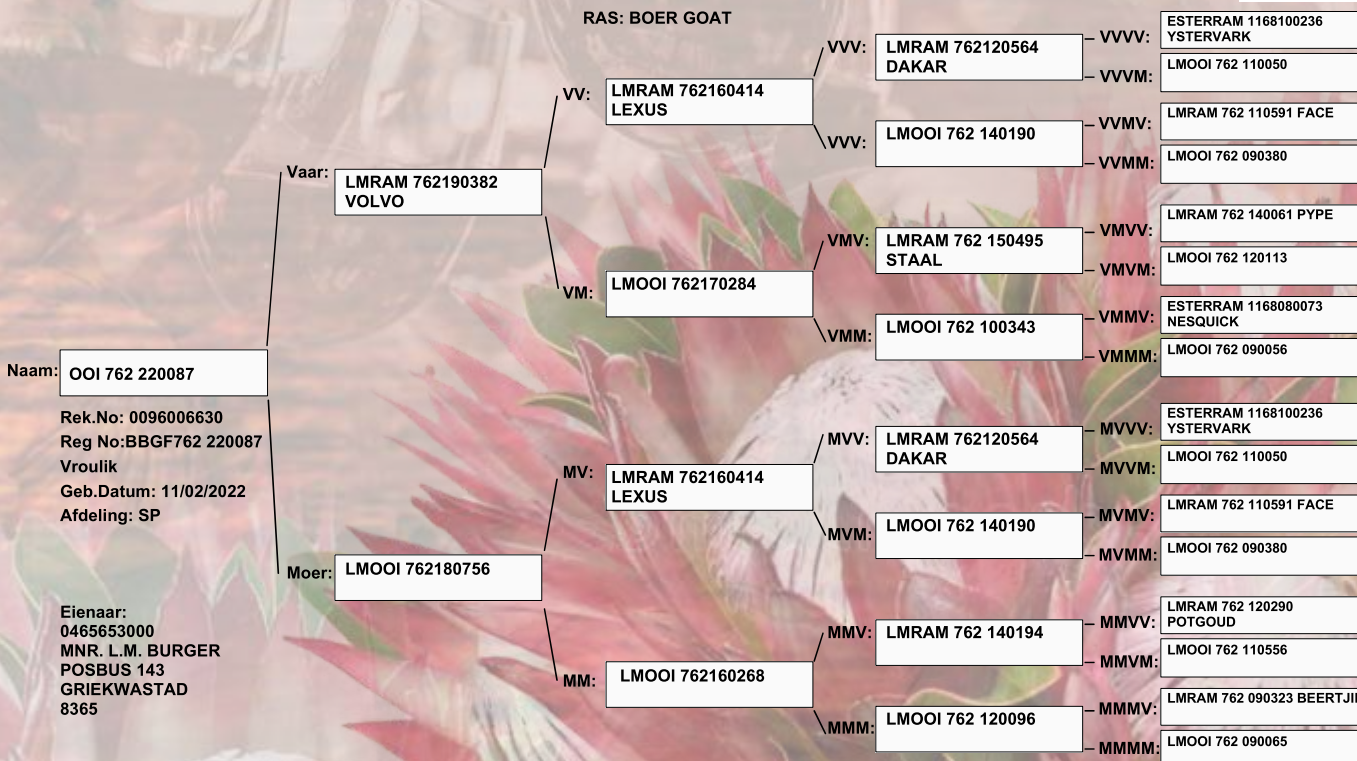 RAS: BOER GOAT
Naam:
OOI 762 220087
Rek.No: 0096006630
Reg No:BBGF762 220087
Vroulik
Geb.Datum: 11/02/2022
Afdeling: SP
Eienaar:
0465653000
MNR. L.M. BURGER
POSBUS 143
GRIEKWASTAD
8365
Vaar:
LMRAM 762190382
VOLVO
Moer:
LMOOI 762180756
VV:
LMRAM 762160414
LEXUS
VM:
LMOOI 762170284
MV:
LMRAM 762160414
LEXUS
MM:
LMOOI 762160268
VVV:
LMRAM 762120564
DAKAR
VVV:
LMOOI 762 140190
VMV:
LMRAM 762 150495
STAAL
VMM:
LMOOI 762 100343
MVV:
LMRAM 762120564
DAKAR
MVM:
LMOOI 762 140190
MMV:
LMRAM 762 140194
MMM:
LMOOI 762 120096
VVVV:
ESTERRAM 1168100236
YSTERVARK
VVVM:
LMOOI 762 110050
VVMV:
LMRAM 762 110591 FACE
VVMM:
LMOOI 762 090380
VMVV:
LMRAM 762 140061 PYPE
VMVM:
LMOOI 762 120113
VMMV:
ESTERRAM 1168080073
NESQUICK
VMMM:
LMOOI 762 090056
MVVV:
ESTERRAM 1168100236
YSTERVARK
MVVM:
LMOOI 762 110050
MVMV:
LMRAM 762 110591 FACE
MVMM:
LMOOI 762 090380
MMVV:
LMRAM 762 120290
POTGOUD
MMVM:
LMOOI 762 110556
MMMV:
LMRAM 762 090323
MMMM:
LMOOI 762 090065